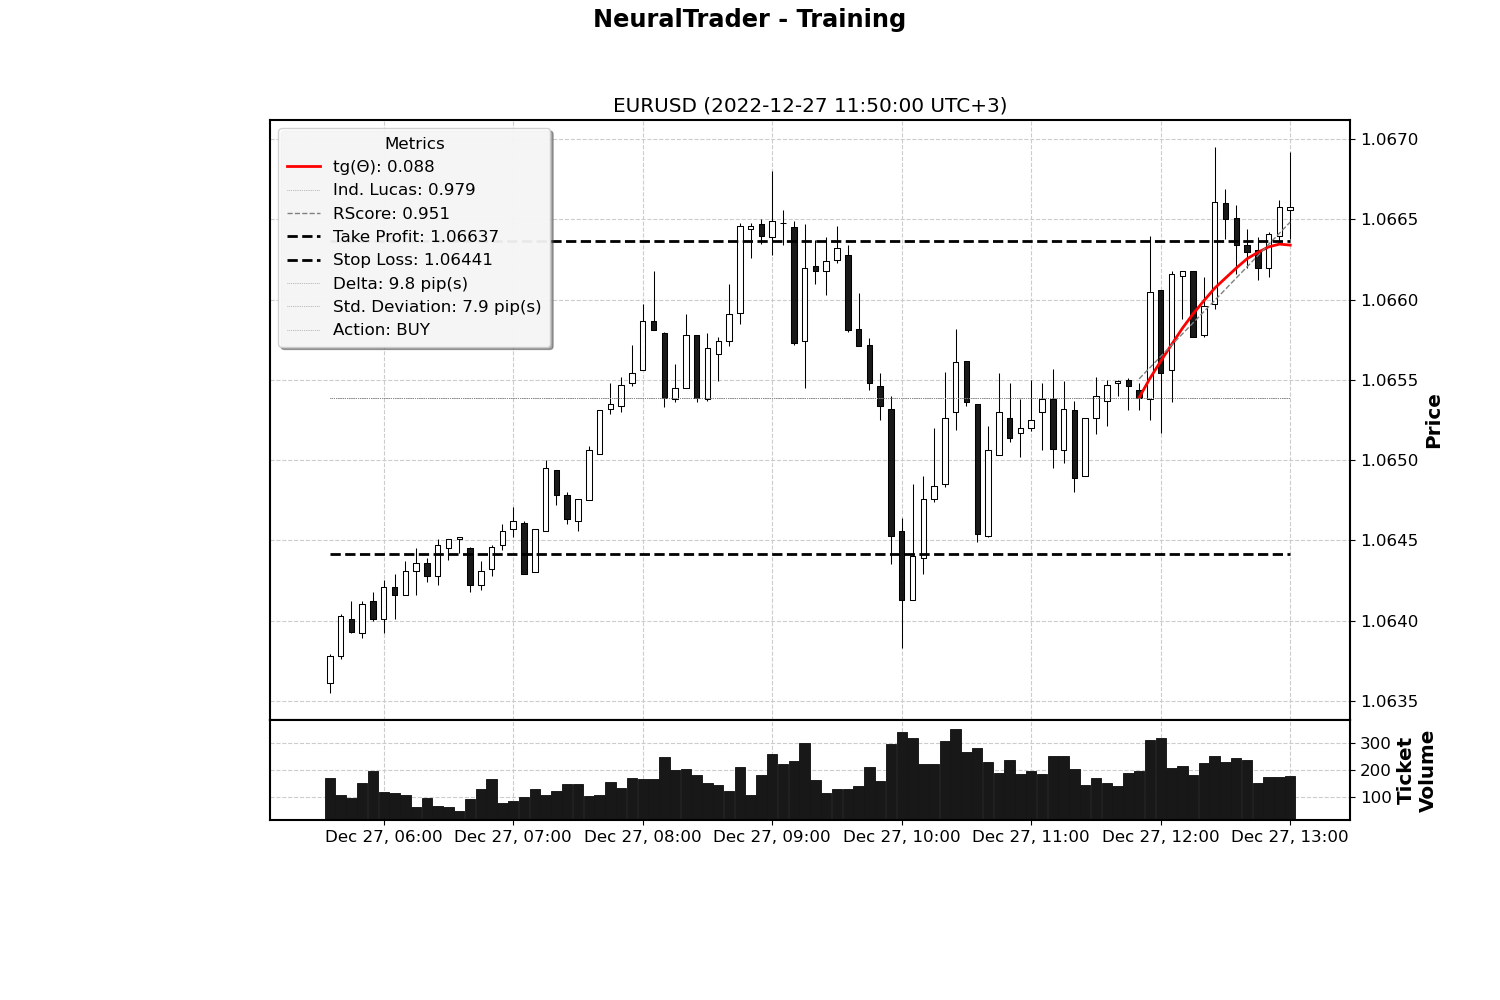 NeuralTrader - Training
EURUSD (2022-12-27 11:50:00 UTC+3)
Metrics
tg(Θ): 0.088
Ind. Lucas: 0.979
RScore: 0.951
Take Profit: 1.06637
Stop Loss: 1.06441
Delta: 9.8 pip(s)
Std. Deviation: 7.9 pip(s)
Action: BUY
1.0670
1.0665
1.0660
1.0655
1.0650
1.0645
1.0640
1.0635
Price
300
200
100
Ticket
Volume
Dec 27, 06:00 Dec 27, 07:00 Dec 27, 08:00 Dec 27, 09:00 Dec 27, 10:00 Dec 27, 11:00 Dec 27, 12:00 Dec 27, 13:00